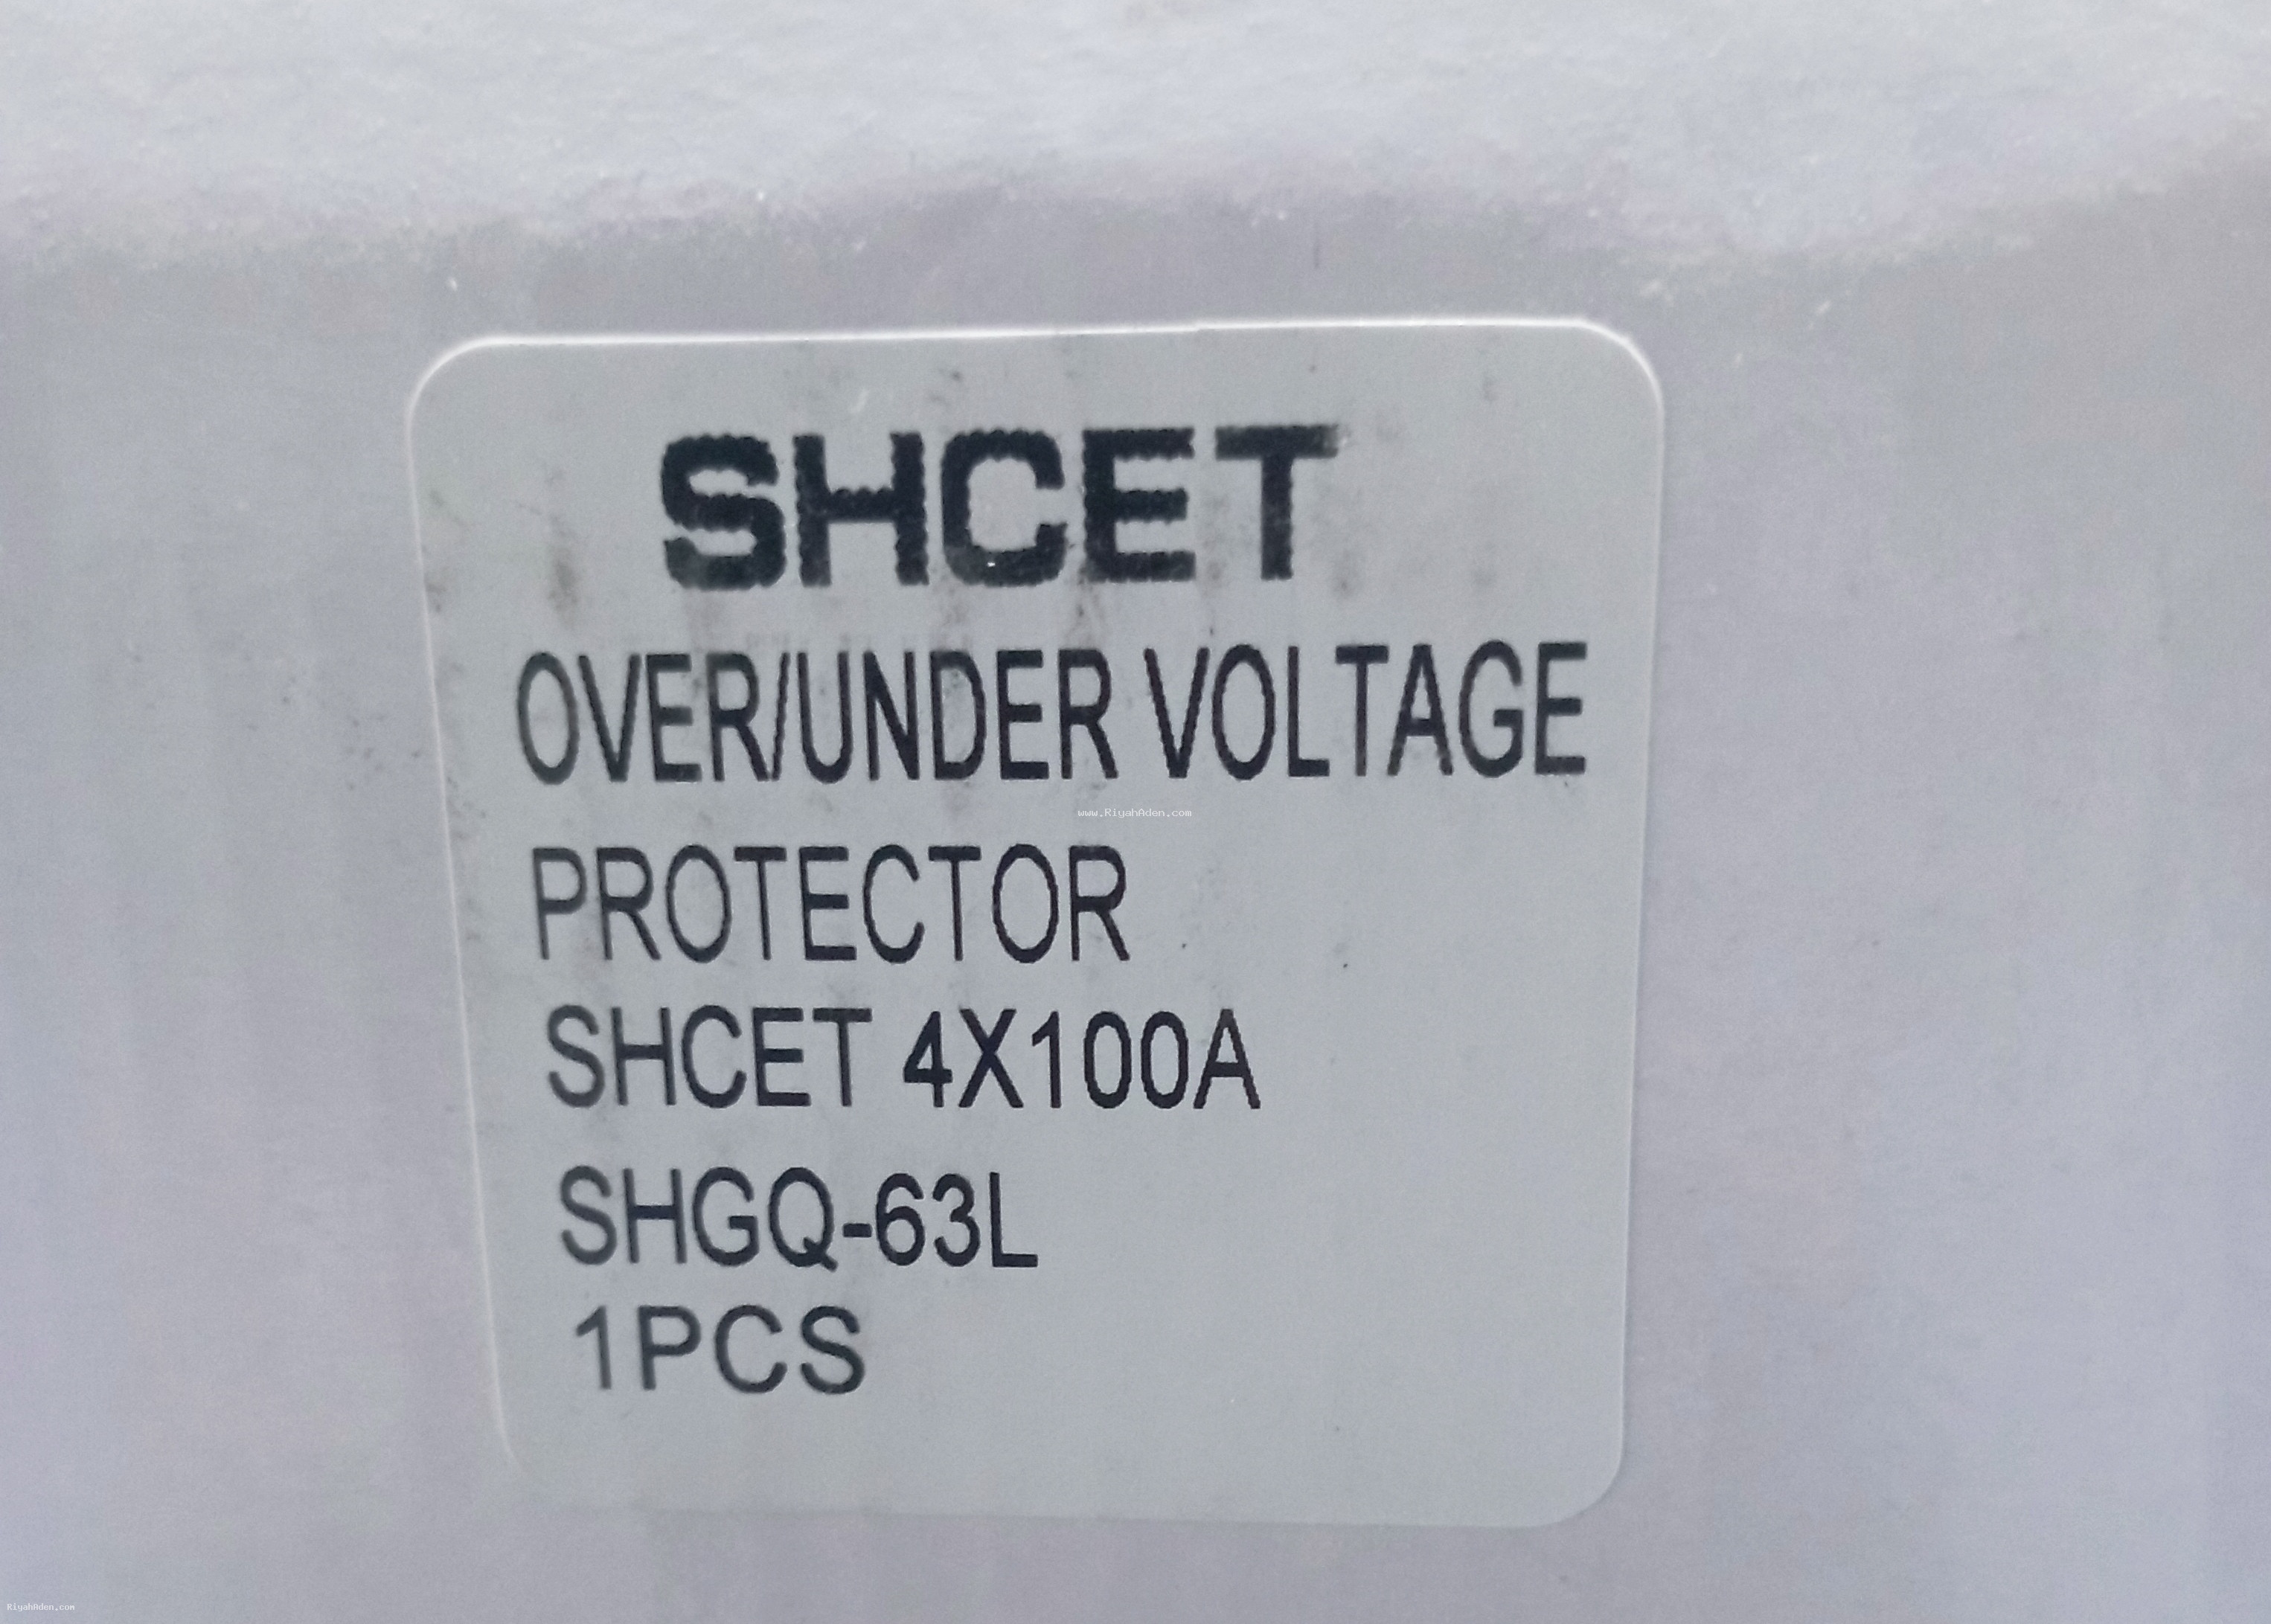 SHCET
OVER/UNDER VOLTAGE
www.RiyahAden.com
PROTECTOR
SHCET 4X100A
SHGQ-63L
1PCS
RiyahAden.com